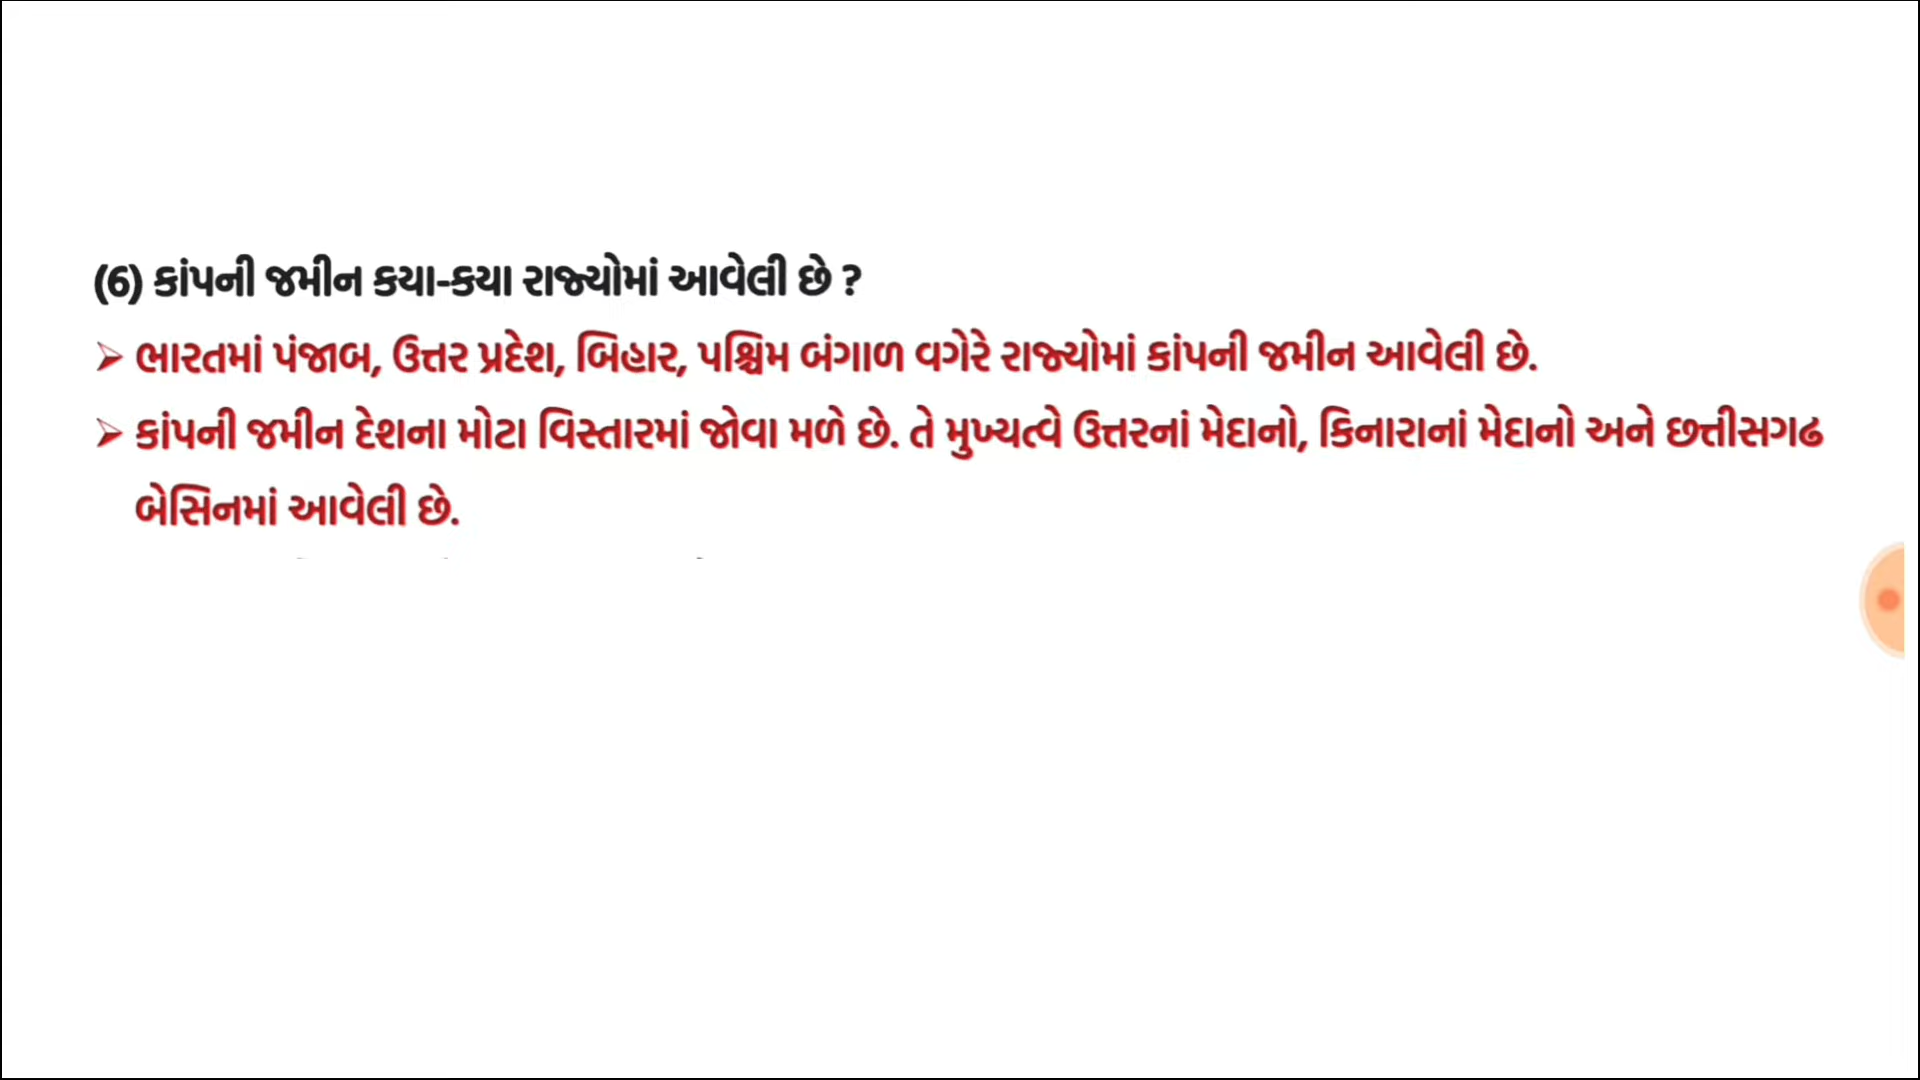 (6) કાંપની જમીન કયા-કયા રાજ્યોમાં આવેલી છે ?
➢ ભારતમાં પંજાબ, ઉત્તર પ્રદેશ, બિહાર, પશ્ચિમ બંગાળ વગેરે રાજ્યોમાં કાંપની જમીન આવેલી છે.
➢ કાંપની જમીન દેશના મોટા વિસ્તારમાં જોવા મળે છે. તે મુખ્યત્વે ઉત્તરનાં મેદાનો, કિનારાનાં મેદાનો અને છત્તીસગઢ
બેસિનમાં આવેલી છે.